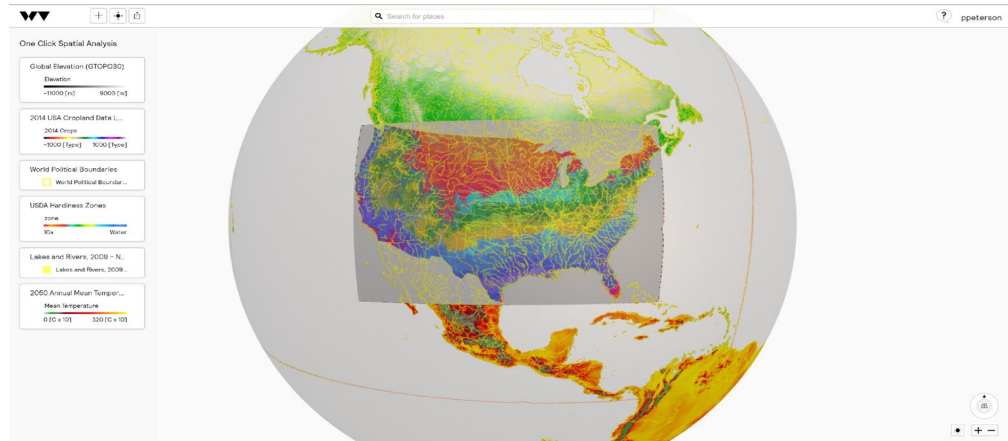 Search for places
?
ppeterson
One Click Spatial Analysis
Global Elevation (GTOPO30)
Elevation
-11000 [m] 9000 [m]
2014 USA Cropland Data L...
2014 Crops
-1000 [Type] 1000 [Type]
World Political Boundaries
World Political Boundar...
USDA Hardiness Zones
zone
10a Water
Lakes and Rivers, 2009 - N..
Lakes and Rivers, 2009...
2050 Annual Mean Temper...
Mean Temperature
0 [°C x 10¹] 320 [°C x 10¹]